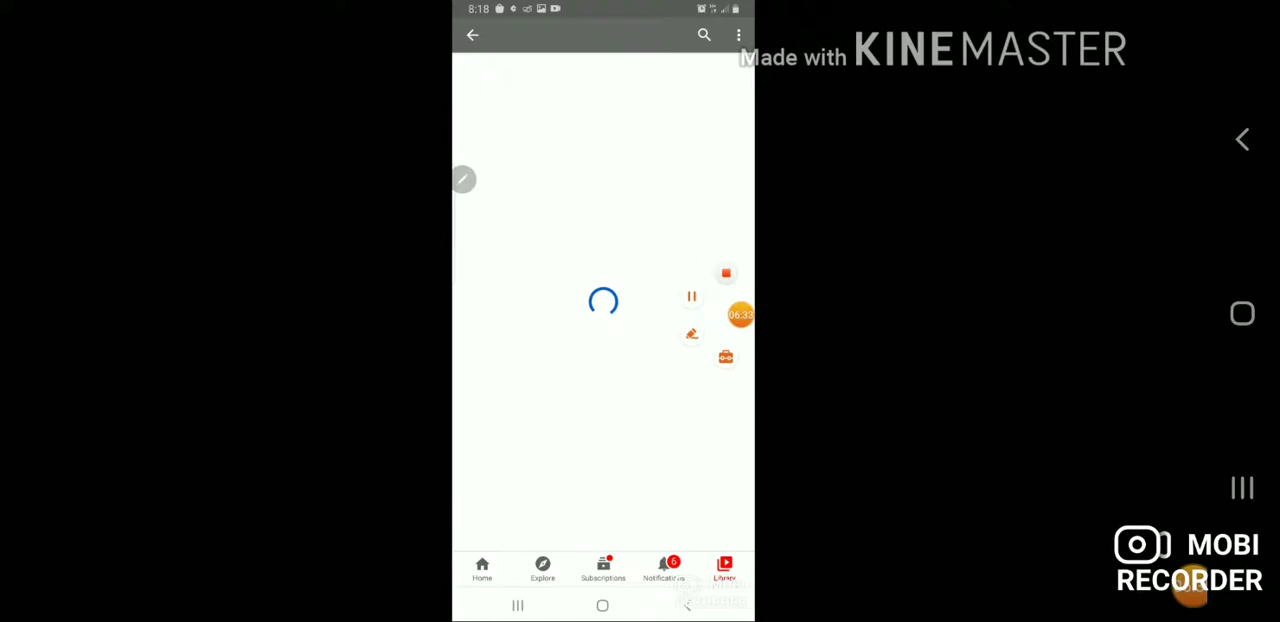 8:18
Made with KINEMASTER
06:33
6
Home Explore Subscriptions Notifications Library
MOBI
RECORDER